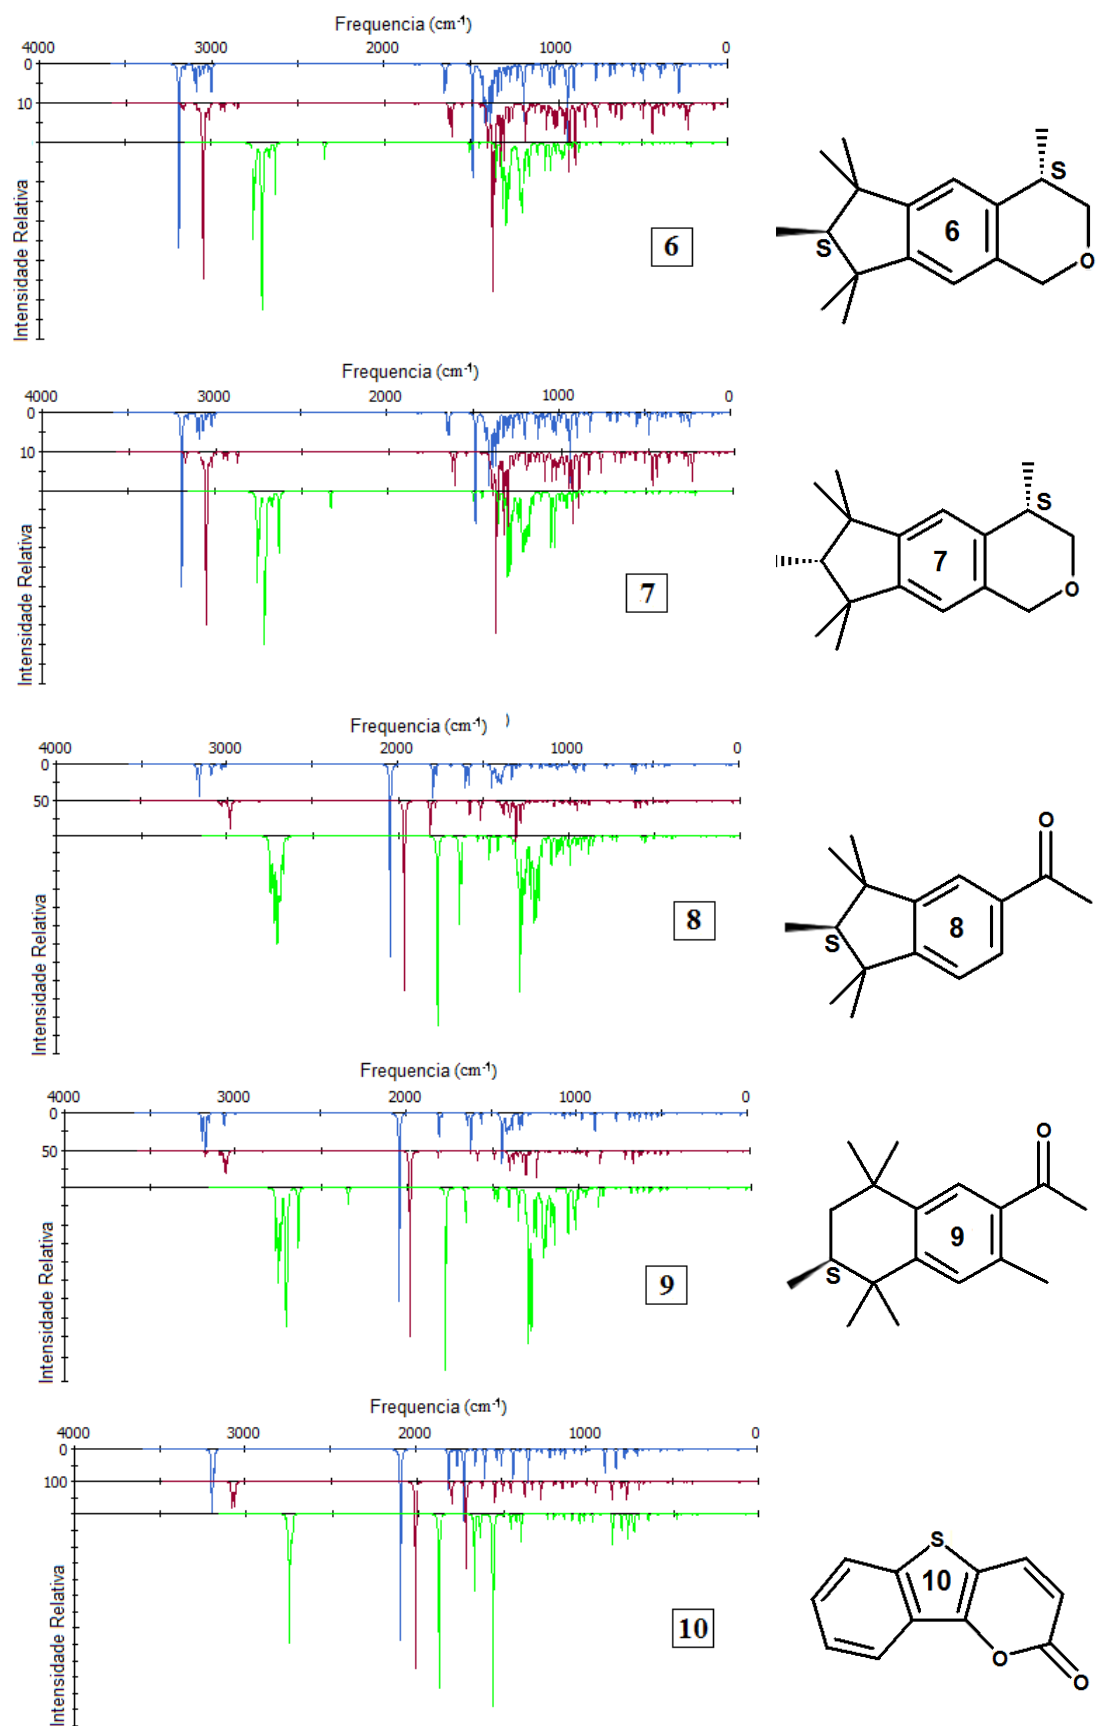 Frequencia (cm-1)
4000 3000 2000 1000 0
0
10
Intensidade Relativa
6
S
S
6
O
Frequencia (cm-1)
4000 3000 2000 1000 0
0
10
Intensidade Relativa
7
S
7
O
Frequencia (cm-1) )
4000 3000 2000 1000 0
0
50
Intensidade Relativa
8
O
S
8
Frequencia (cm-1)
4000 3000 2000 1000 0
0
50
Intensidade Relativa
9
O
S
9
Frequencia (cm-1)
4000 3000 2000 1000 0
0
100
Intensidade Relativa
10
S
10
O
O